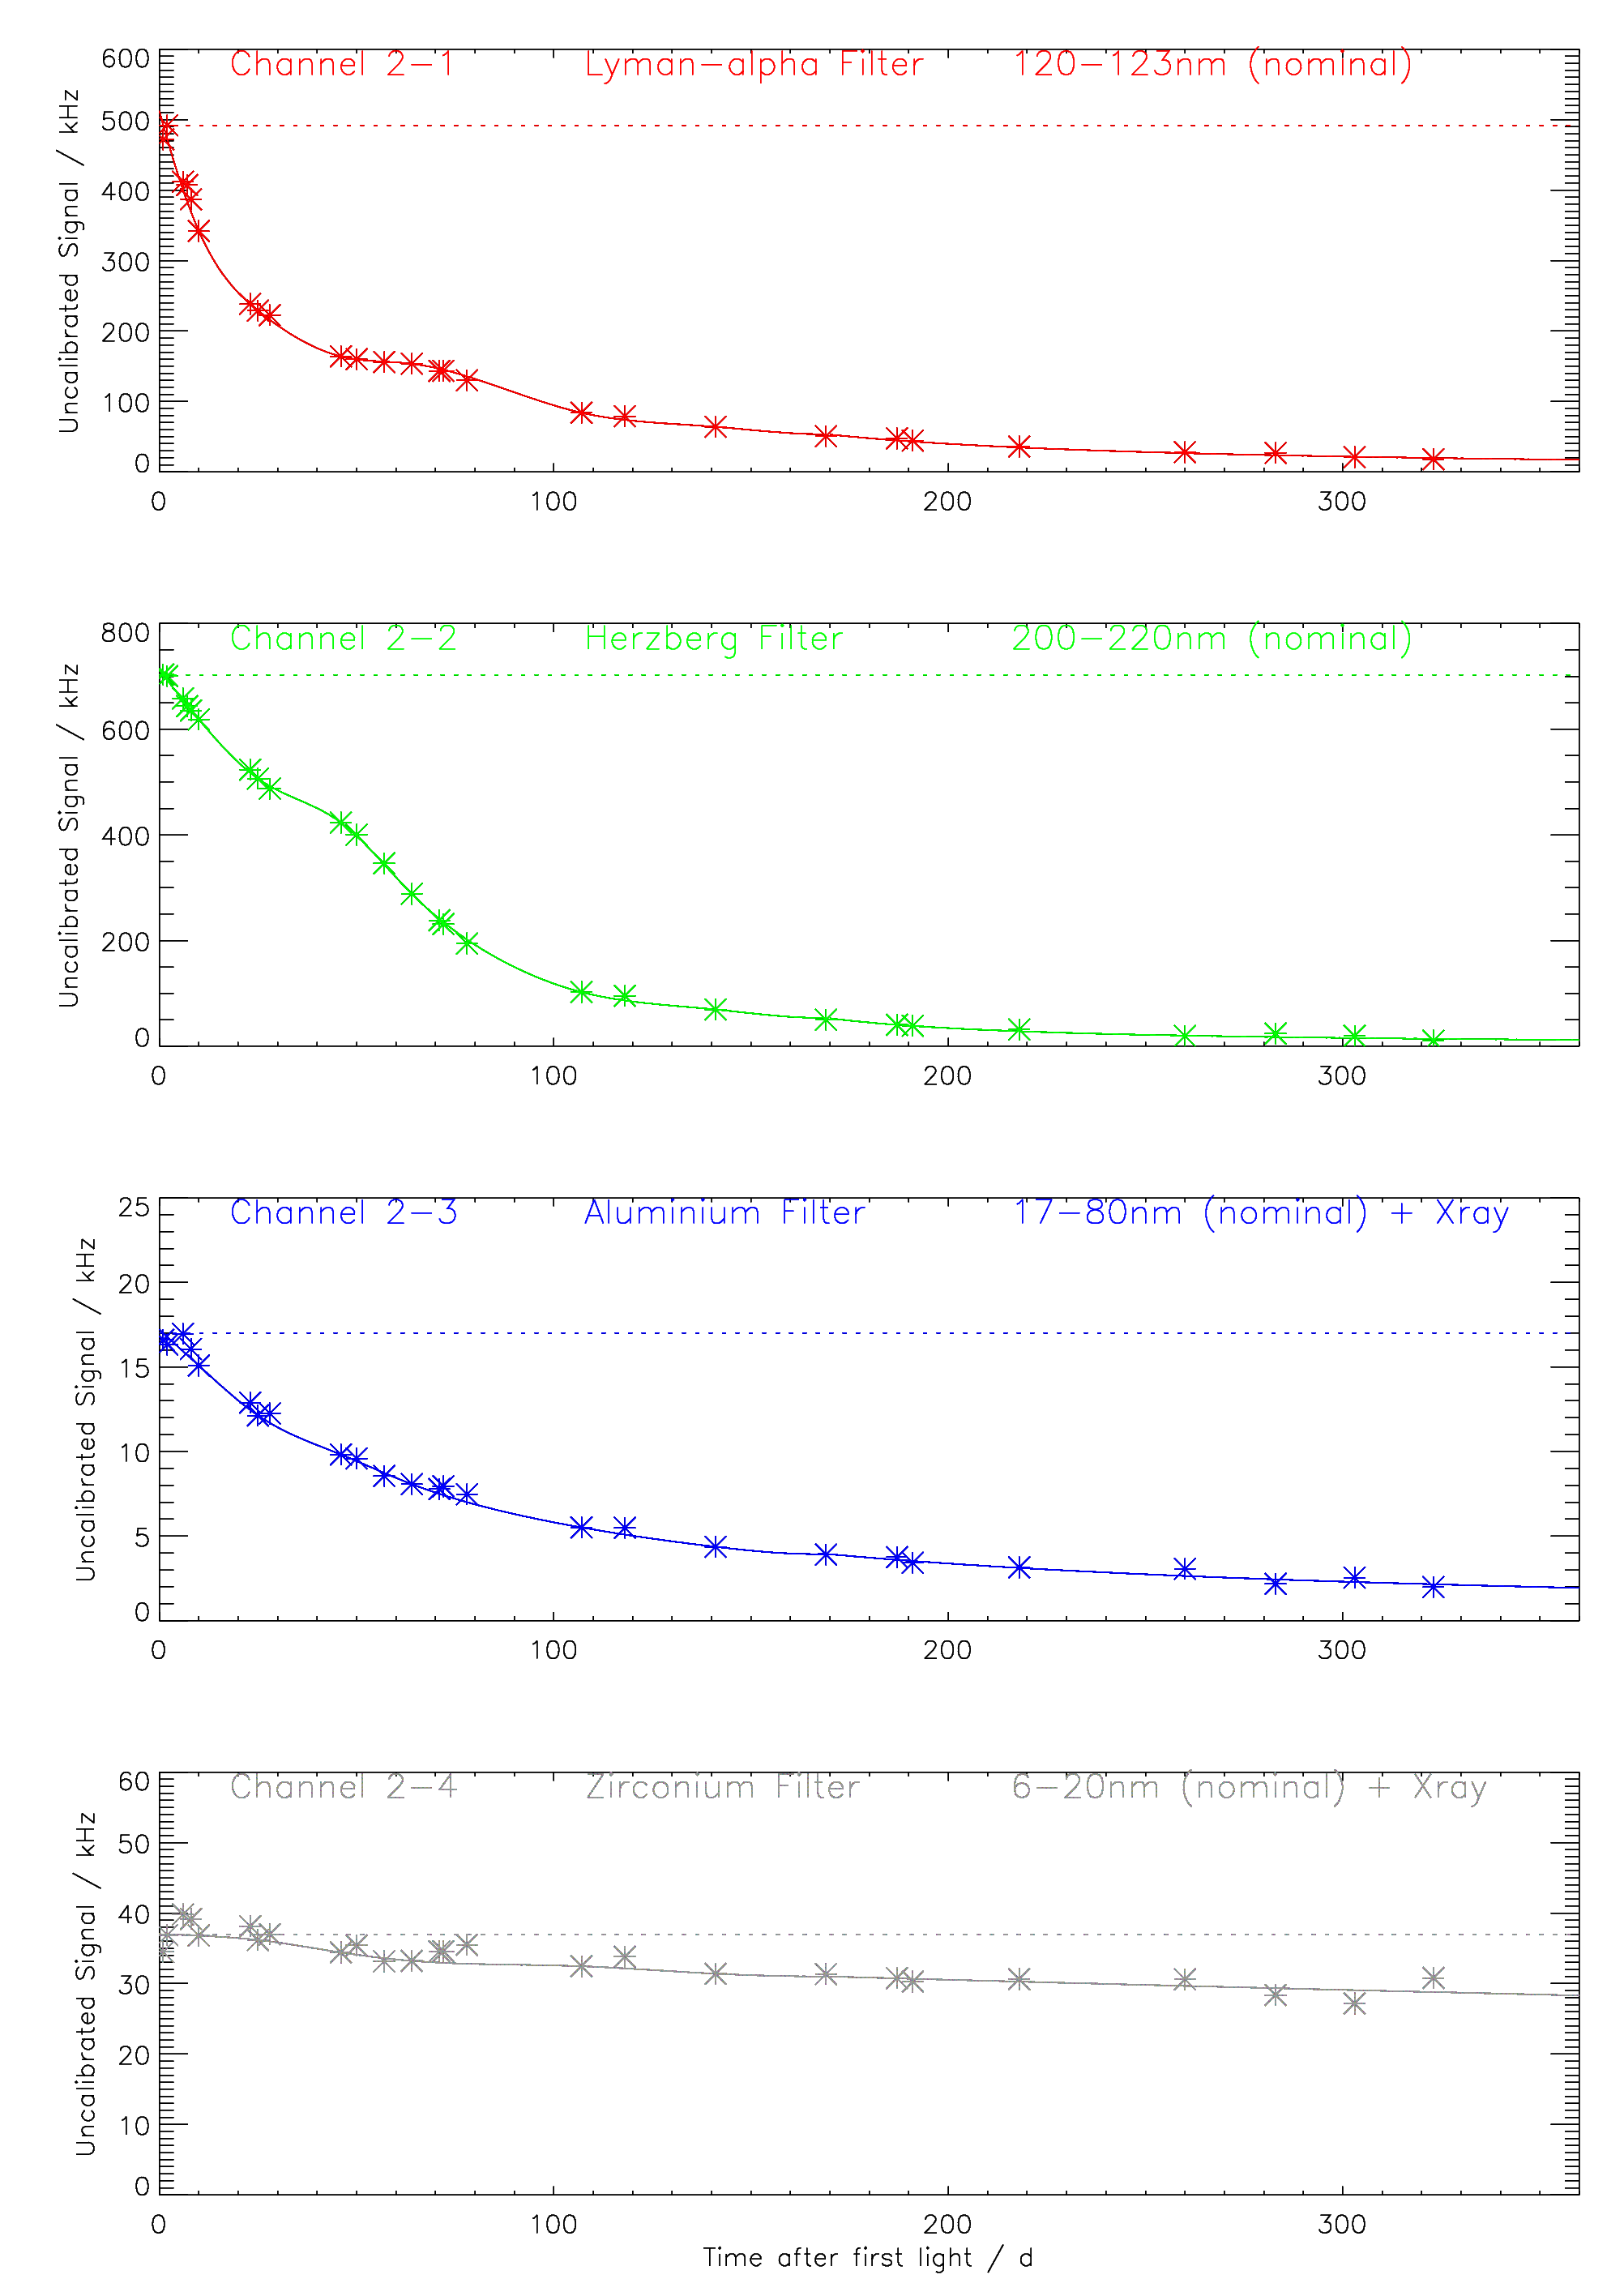 Channel 2-1 Lyman-alpha Filter 120-123nm (nominal)
600
500
400
300
200
100
0
Uncalibrated Signal / kHz
0 100 200 300
Channel 2-2 Herzberg Filter 200-220nm (nominal)
800
600
400
200
0
Uncalibrated Signal / kHz
0 100 200 300
Channel 2-3 Aluminium Filter 17-80nm (nominal) + Xray
25
20
15
10
5
0
Uncalibrated Signal / kHz
0 100 200 300
Channel 2-4 Zirconium Filter 6-20nm (nominal) + Xray
60
50
40
30
20
10
0
Uncalibrated Signal / kHz
0 100 200 300
Time after first light / d